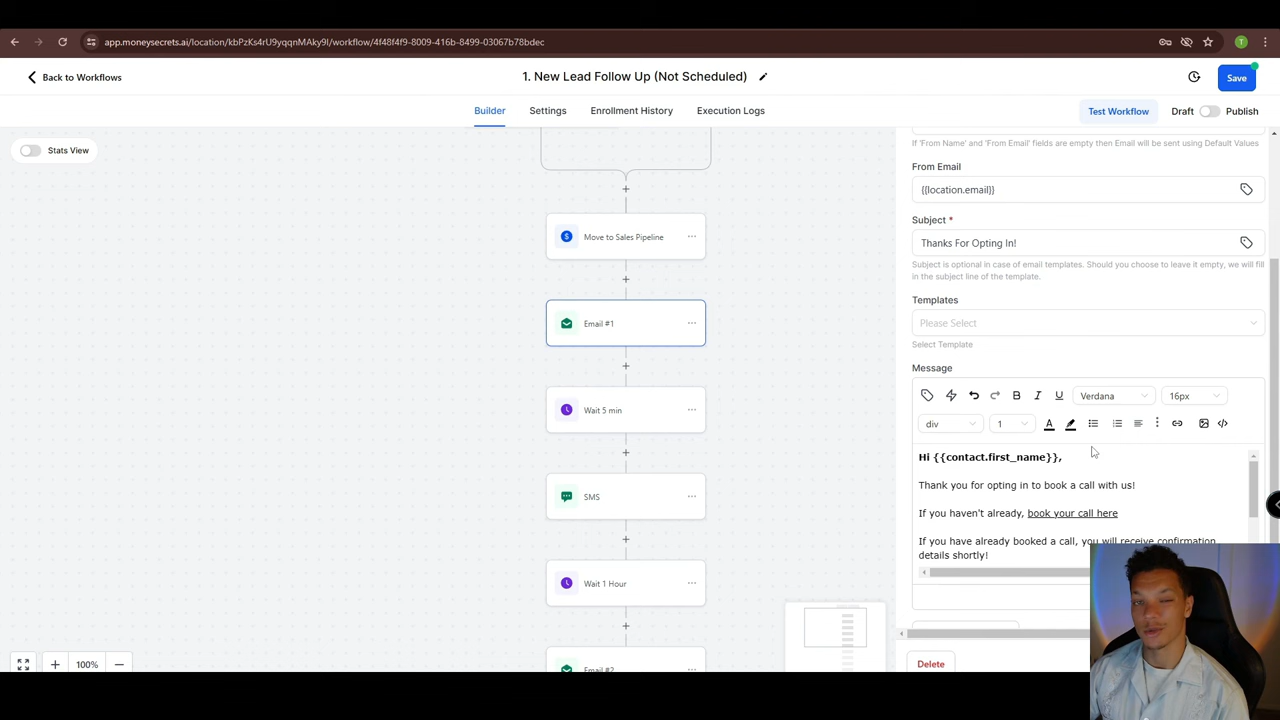 app.moneysecrets.ai/location/kbPzKs4rU9yqqnMAky9I/workflow/4f48f4f9-8009-416b-8499-03067b78bdec
T
Back to Workflows
1. New Lead Follow Up (Not Scheduled)
Save
Builder
Settings
Enrollment History
Execution Logs
Test Workflow
Draft
Publish
Stats View
If 'From Name' and 'From Email' fields are empty then Email will be sent using Default Values
From Email
{{location.email}}
Subject *
Thanks For Opting In!
Subject is optional in case of email templates. Should you choose to leave it empty, we will fill
in the subject line of the template.
Templates
Please Select
Select Template
Message
Verdana
16px
div
1
Hi {{contact.first_name}},
Thank you for opting in to book a call with us!
If you haven't already, book your call here
If you have already booked a call, you will receive confirmation
details shortly!
Move to Sales Pipeline
Email #1
Wait 5 min
SMS
Wait 1 Hour
Email #2
100%
Delete